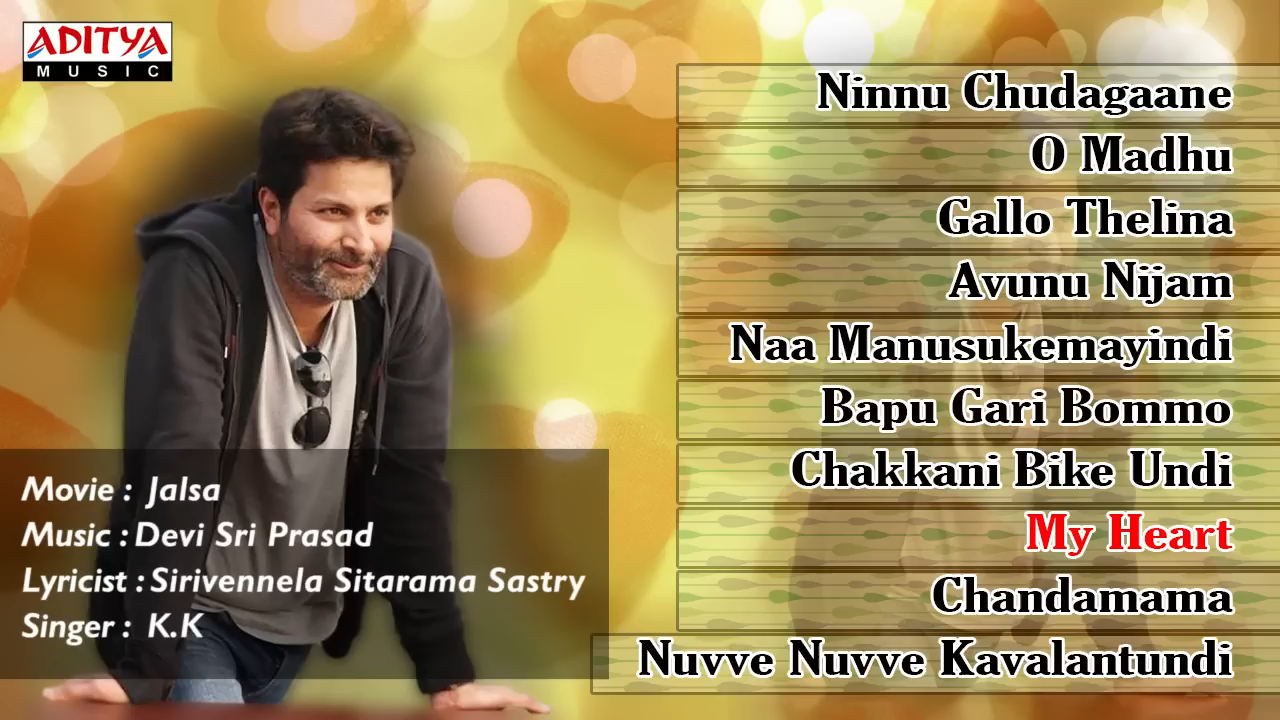 ADITYA
MUSIC
Ninnu Chudagaane
O Madhu
Gallo Thelina
Avunu Nijam
Naa Manusukemayindi
Bapu Gari Bommo
Chakkani Bike Undi
My Heart
Chandamama
Nuvve Nuvve Kavalantundi
Movie : Jalsa
Music : Devi Sri Prasad
Lyricist : Sirivennela Sitarama Sastry
Singer : K.K